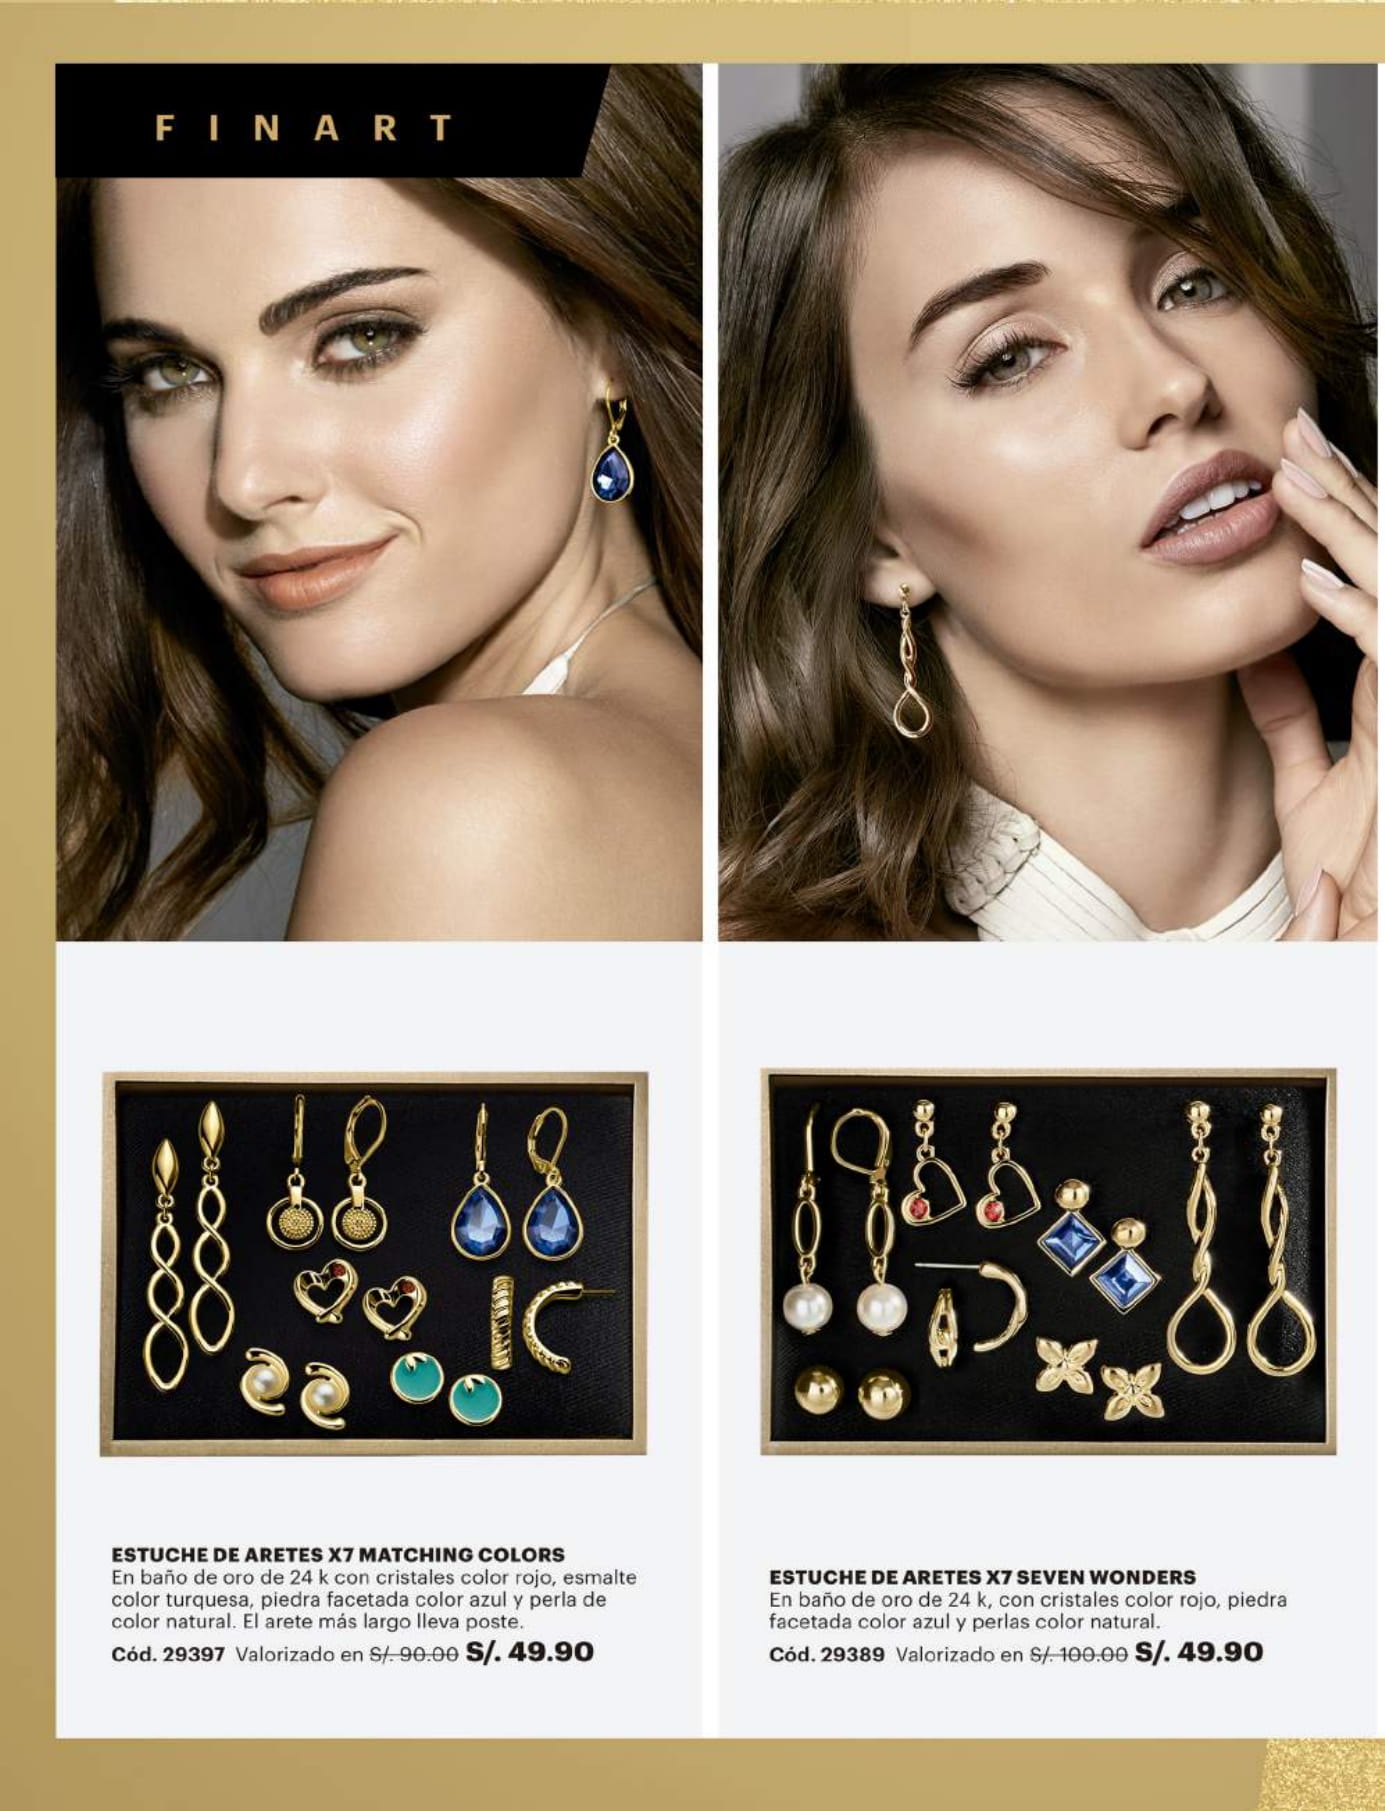 FINART
ESTUCHE DE ARETES X7 MATCHING COLORS
En baño de oro de 24 k con cristales color rojo, esmalte
color turquesa, piedra facetada color azul y perla de
color natural. El arete más largo lleva poste.
Cód. 29397 Valorizado en S/. 90.00 S/. 49.90
ESTUCHE DE ARETES X7 SEVEN WONDERS
En baño de oro de 24 k, con cristales color rojo, piedra
facetada color azul y perlas color natural.
Cód. 29389 Valorizado en S/. 100.00 S/. 49.90